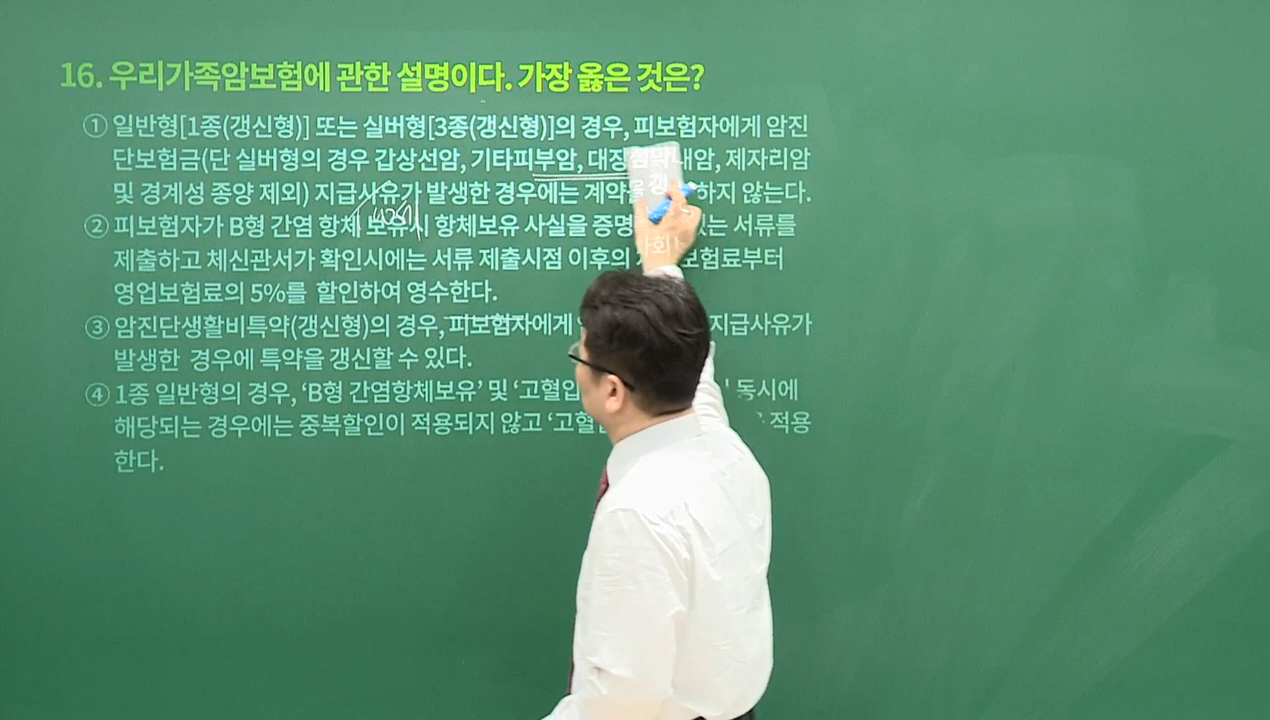 16. 우리가족암보험에 관한 설명이다. 가장 옳은 것은?
① 일반형[1종(갱신형)] 또는 실버형[3종(갱신형)]의 경우, 피보험자에게 암진
단보험금(단 실버형의 경우 갑상선암, 기타피부암, 대장점막내암, 제자리암
및 경계성 종양 제외) 지급사유가 발생한 경우에는 계약을 갱 하지 않는다.
② 피보험자가 B형 간염 항체 보유시 항체보유 사실을 증명 있는 서류를
제출하고 체신관서가 확인시에는 서류 제출시점 이후의 보험료부터
영업보험료의 5%를 할인하여 영수한다.
③ 암진단생활비특약(갱신형)의 경우, 피보험자에게 지급사유가
발생한 경우에 특약을 갱신할 수 있다.
④ 1종 일반형의 경우, ‘B형 간염항체보유’ 및 ‘고혈압 동시에
해당되는 경우에는 중복할인이 적용되지 않고 ‘고혈 적용
한다.